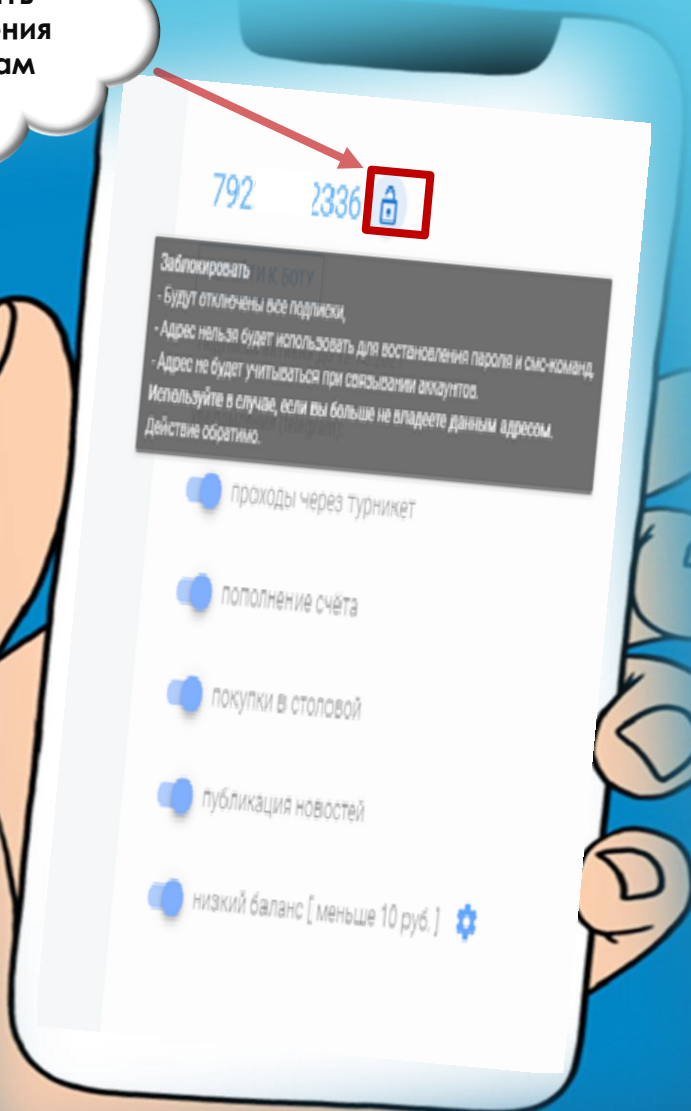 ения
ам
792 2336
Заблокировать
- Будут отключены все подписки,
- Адрес нельзя будет использовать для востановления пароля и смс-команд,
- Адрес не будет учитываться при связывании аккаунтов.
Используйте в случае, если вы больше не владеете данным адресом.
Действие обратимо.
проходы через турникет
пополнение счёта
покупки в столовой
публикация новостей
низкий баланс [ меньше 10 руб. ]